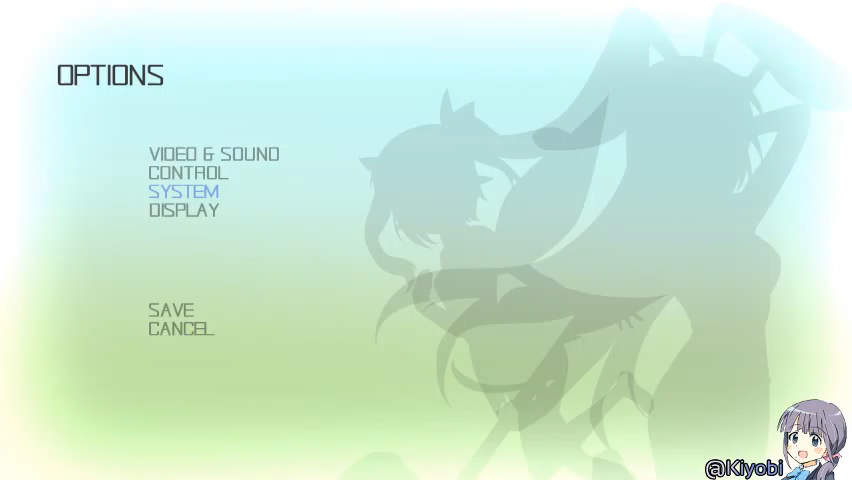 OPTIONS
VIDEO & SOUND
CONTROL
SYSTEM
DISPLAY
SAVE
CANCEL
@Kiyobi